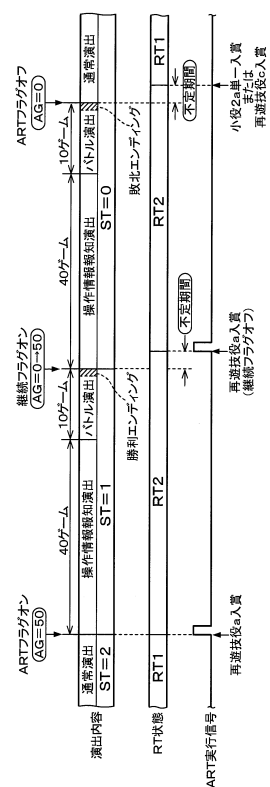 ARTフラグオン
AG=50
継続フラグオン
AG=0→50
ARTフラグオフ
AG=0
40ゲーム
10ゲーム
40ゲーム
10ゲーム
演出内容
通常演出
操作情報報知演出
バトル演出
操作情報報知演出
バトル演出
通常演出
ST=2
ST=1
ST=0
勝利エンディング
敗北エンディング
RT状態
RT1
RT2
RT2
RT1
不定期間
不定期間
ART実行信号
再遊技役a入賞
再遊技役a入賞
(継続フラグオフ)
小役2a単一入賞
または
再遊技役c入賞